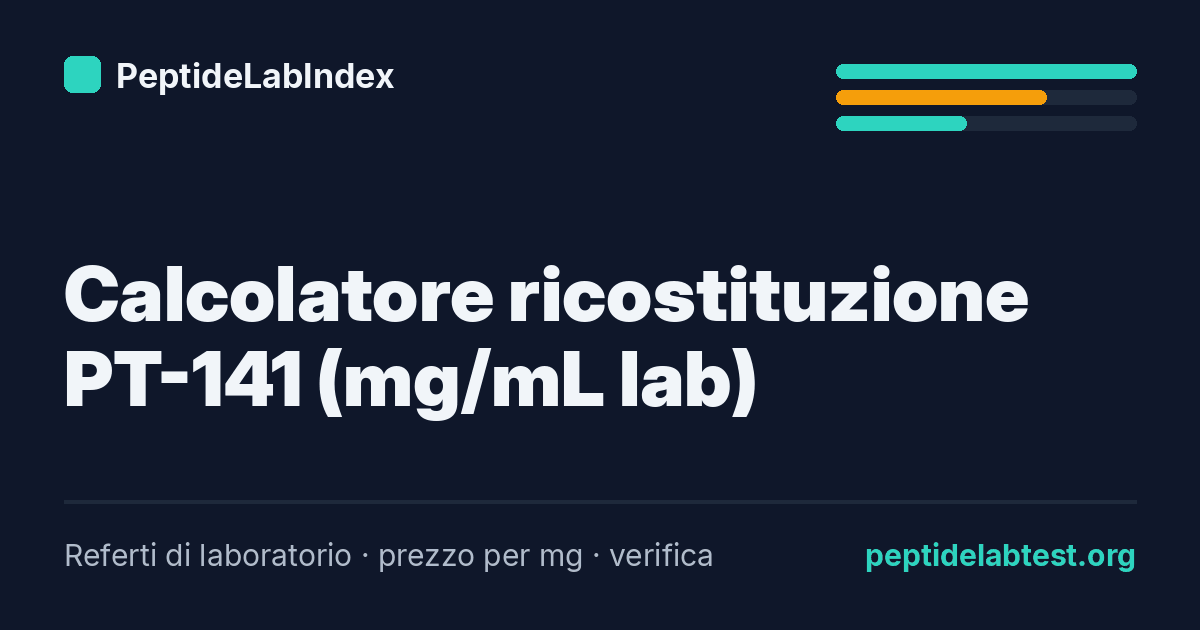 PeptideLabIndex
Calcolatore ricostituzione
PT-141 (mg/mL lab)
Referti di laboratorio · prezzo per mg · verifica
peptidelabtest.org